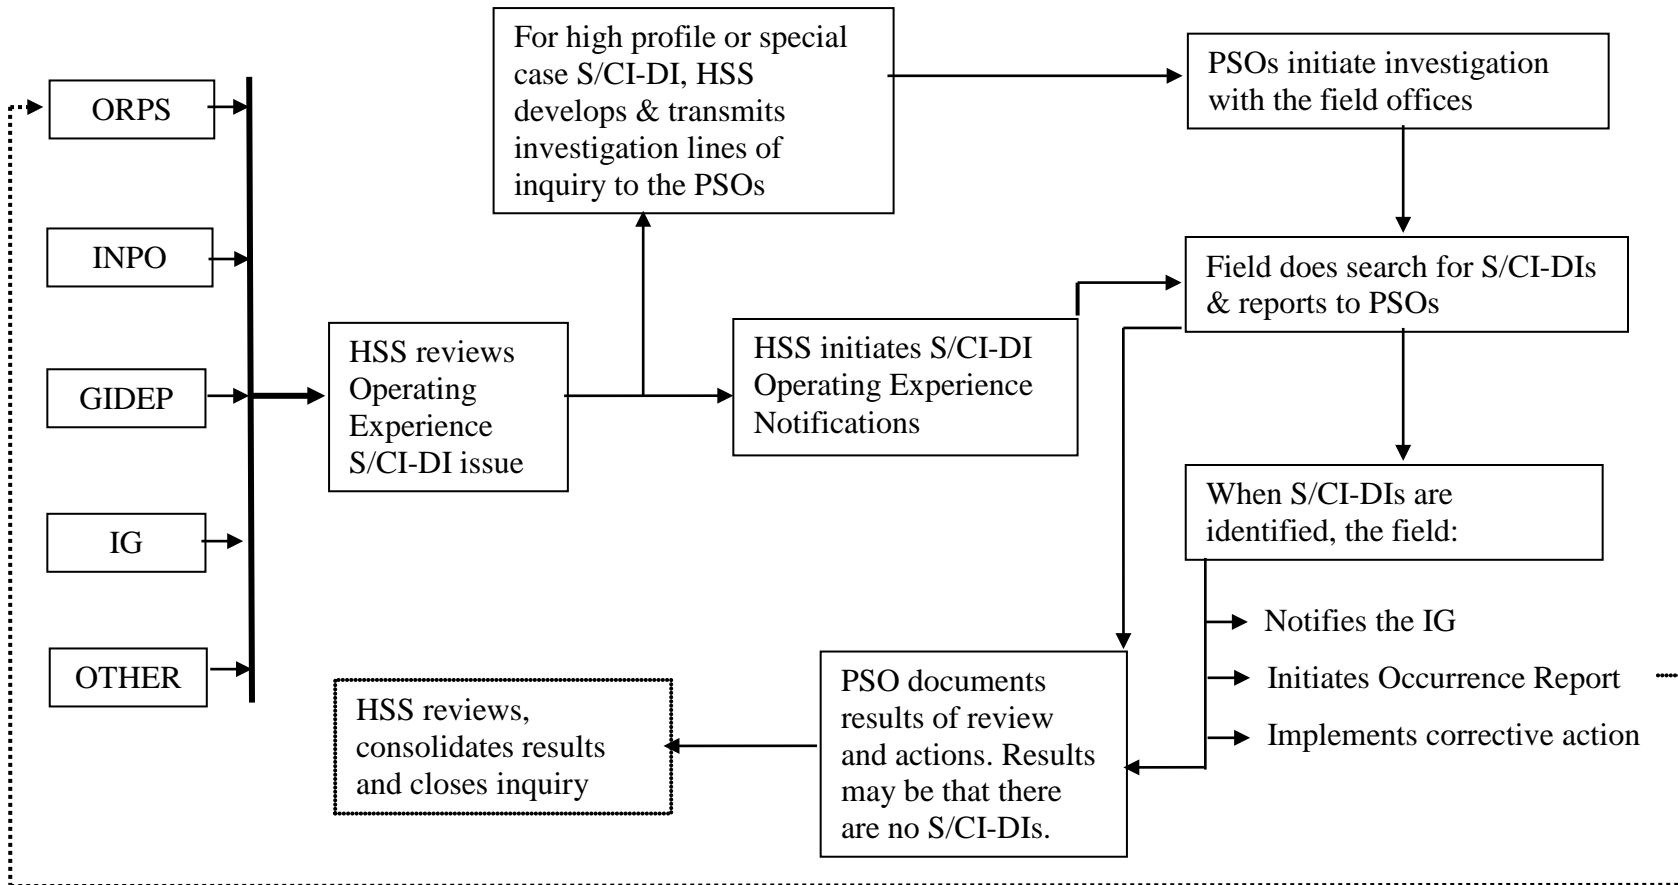 For high profile or special
case S/CI-DI, HSS
develops & transmits
investigation lines of
inquiry to the PSOs
PSOs initiate investigation
with the field offices
ORPS
INPO
GIDEP
IG
OTHER
HSS reviews
Operating
Experience
S/CI-DI issue
HSS initiates S/CI-DI
Operating Experience
Notifications
Field does search for S/CI-DIs
& reports to PSOs
When S/CI-DIs are
identified, the field:
Notifies the IG
Initiates Occurrence Report
Implements corrective action
PSO documents
results of review
and actions. Results
may be that there
are no S/CI-DIs.
HSS reviews,
consolidates results
and closes inquiry